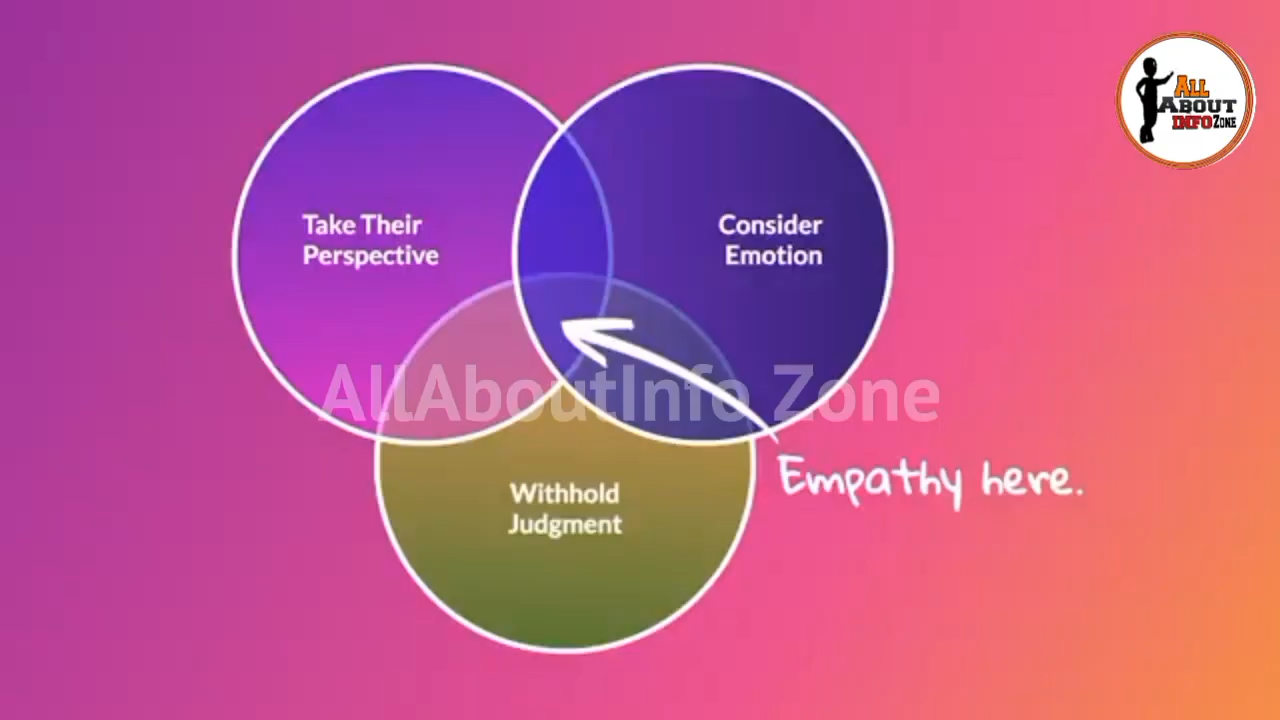 ALL
ABOUT
INFO ZONE
Take Their
Perspective
Consider
Emotion
AllAboutInfo Zone
Empathy here.
Withhold
Judgment